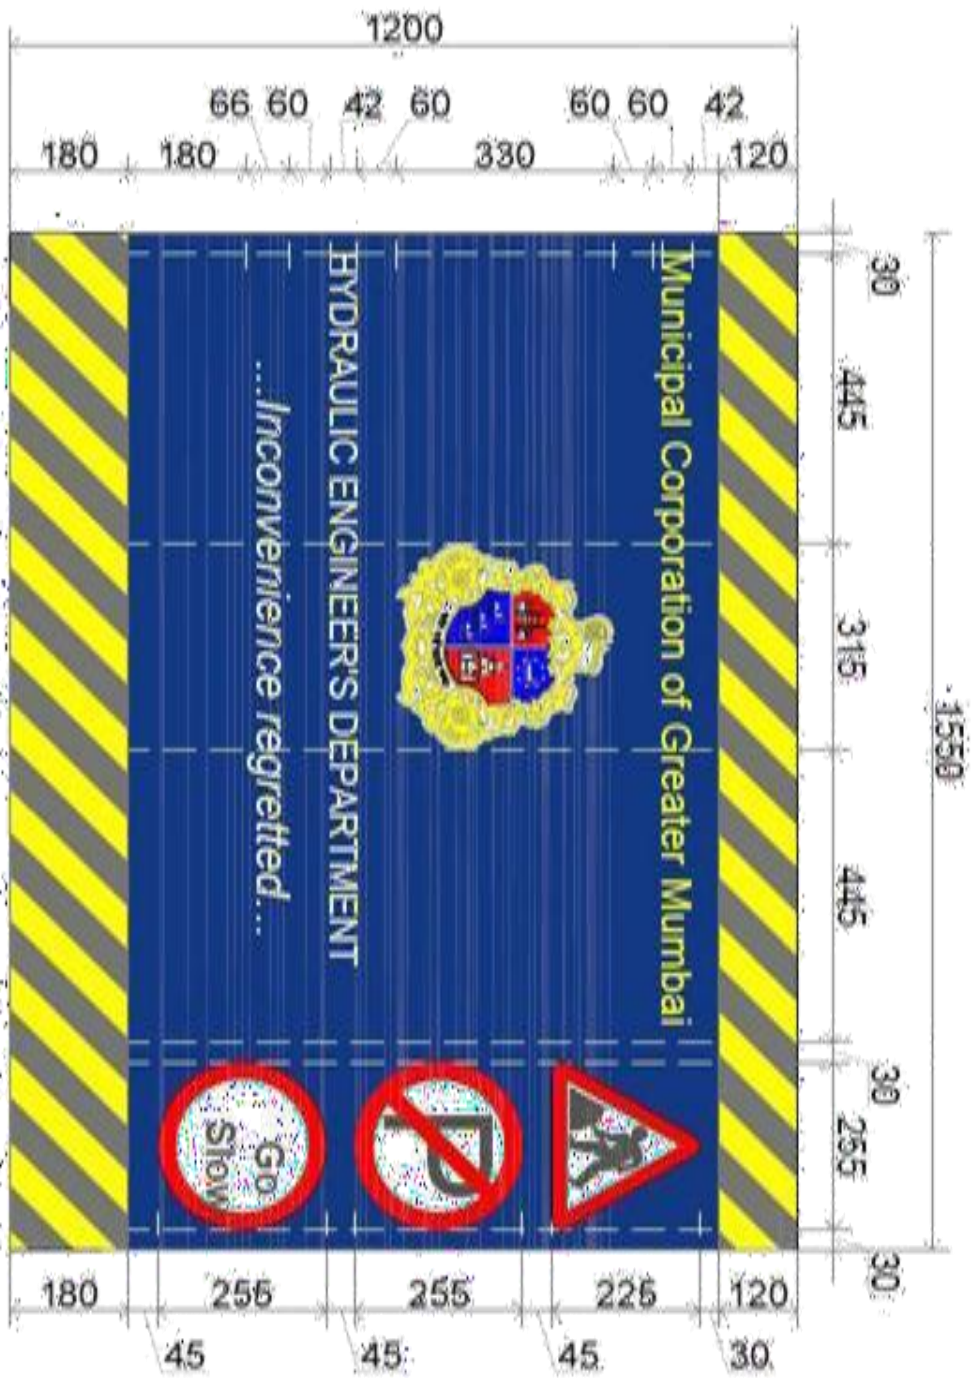 1200
66 60 42 60 60 60 42
180 180 330 120
Municipal Corporation of Greater Mumbai
HYDRAULIC ENGINEER'S DEPARTMENT
....Inconvenience regretted...
P
Go
Slow
30
445
315
445
30
255
30
1550
180 255 255 225 120
45 45 45 30